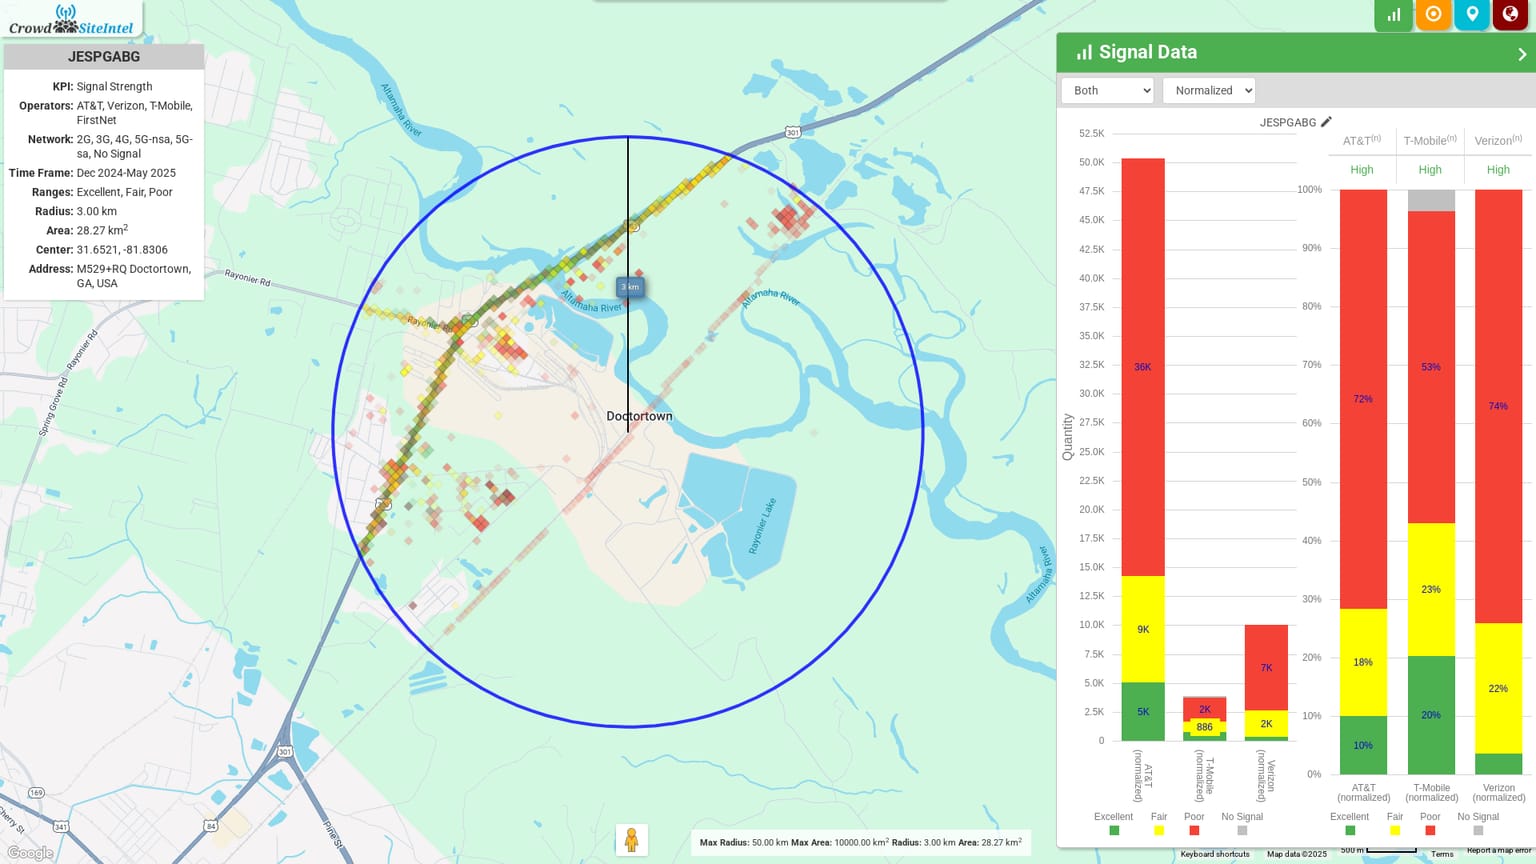 Crowd SiteIntel
JESPGABG
KPI: Signal Strength
Operators: AT&T, Verizon, T-Mobile,
FirstNet
Network: 2G, 3G, 4G, 5G-nsa, 5G-
sa, No Signal
Time Frame: Dec 2024-May 2025
Ranges: Excellent, Fair, Poor
Radius: 3.00 km
Area: 28.27 km2
Center: 31.6521, -81.8306
Address: M529+RQ Doctortown,
GA, USA
Altamaha River
301
Rayonier Rd
3 km
Altamaha River
Altamaha River
Rayonier Rd
Spring Grove Rd
Rayonier Rd
Doctortown
Rayonier Lake
Altamaha River
301
169
341
84
Cherry St
Pine St
Google
Max Radius: 50.00 km Max Area: 10000.00 km2 Radius: 3.00 km Area: 28.27 km2
Signal Data
Both
Normalized
JESPGABG
52.5K
50.0K
47.5K
45.0K
42.5K
40.0K
37.5K
35.0K
32.5K
30.0K
27.5K
25.0K
22.5K
20.0K
17.5K
15.0K
12.5K
10.0K
7.5K
5.0K
2.5K
0
Quantity
36K
9K
5K
2K
886
7K
2K
AT&T
(normalized)
T-Mobile
(normalized)
Verizon
(normalized)
Excellent Fair Poor No Signal
AT&T(n) T-Mobile(n) Verizon(n)
High High High
100%
90%
80%
70%
60%
50%
40%
30%
20%
10%
0%
72%
18%
10%
53%
23%
20%
74%
22%
AT&T
(normalized)
T-Mobile
(normalized)
Verizon
(normalized)
Excellent Fair Poor No Signal
Keyboard shortcuts
Map data ©2025
500 m
Terms
Report a map error